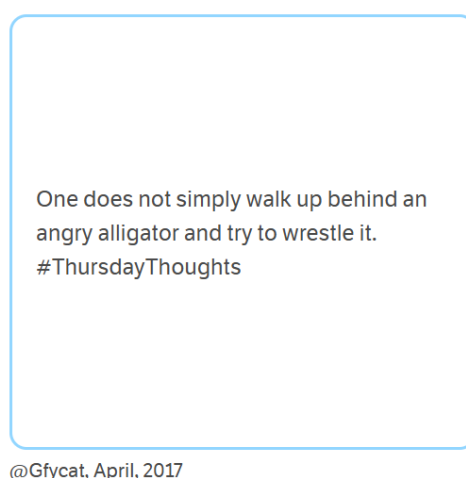 One does not simply walk up behind an
angry alligator and try to wrestle it.
#ThursdayThoughts
@Gfycat, April, 2017